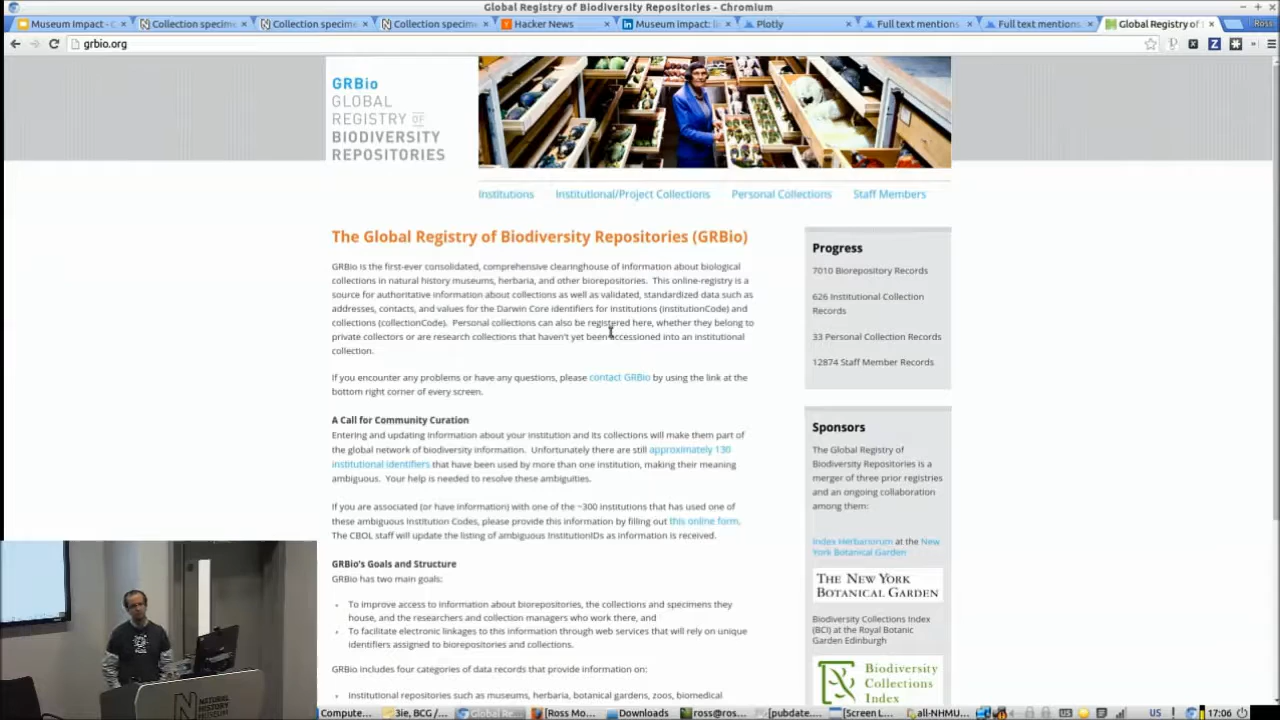 Global Registry of Biodiversity Repositories - Chromium
Museum Impact - G
Collection specim
Collection specim
Collection specim
Hacker News
Museum impact: li
Plotly
Full text mentions
Full text mentions
Global Registry of
Ross
grbio.org
GRBio
GLOBAL
REGISTRY OF
BIODIVERSITY
REPOSITORIES
Institutions
Institutional/Project Collections
Personal Collections
Staff Members
The Global Registry of Biodiversity Repositories (GRBio)
GRBio is the first-ever consolidated, comprehensive clearinghouse of information about biological
collections in natural history museums, herbaria, and other biorepositories. This online-registry is a
source for authoritative information about collections as well as validated, standardized data such as
addresses, contacts, and values for the Darwin Core identifiers for institutions (institutionCode) and
collections (collectionCode). Personal collections can also be registered here, whether they belong to
private collectors or are research collections that haven't yet been accessioned into an institutional
collection.
If you encounter any problems or have any questions, please contact GRBio by using the link at the
bottom right corner of every screen.
A Call for Community Curation
Entering and updating information about your institution and its collections will make them part of
the global network of biodiversity information. Unfortunately there are still approximately 130
institutional identifiers that have been used by more than one institution, making their meaning
ambiguous. Your help is needed to resolve these ambiguities.
If you are associated (or have information) with one of the ~300 institutions that has used one of
these ambiguous Institution Codes, please provide this information by filling out this online form.
The CBOL staff will update the listing of ambiguous InstitutionIDs as information is received.
GRBio's Goals and Structure
GRBio has two main goals:
To improve access to information about biorepositories, the collections and specimens they
house, and the researchers and collection managers who work there, and
To facilitate electronic linkages to this information through web services that will rely on unique
identifiers assigned to biorepositories and collections.
GRBio includes four categories of data records that provide information on:
Institutional repositories such as museums, herbaria, botanical gardens, zoos, biomedical
Progress
7010 Biorepository Records
626 Institutional Collection
Records
33 Personal Collection Records
12874 Staff Member Records
Sponsors
The Global Registry of
Biodiversity Repositories is a
merger of three prior registries
and an ongoing collaboration
among them:
Index Herbariorum at the New
York Botanical Garden
THE NEW YORK
BOTANICAL GARDEN
Biodiversity Collections Index
(BCI) at the Royal Botanic
Garden Edinburgh
Biodiversity
Collections
Index
NATURAL
HISTORY
MUSEUM
Compute...
3ie, BCG /...
Global Re...
[Ross Mo...
Downloads
ross@ros...
[pubdate....
[Screen L...
all-NHMU...
US
US
17:06